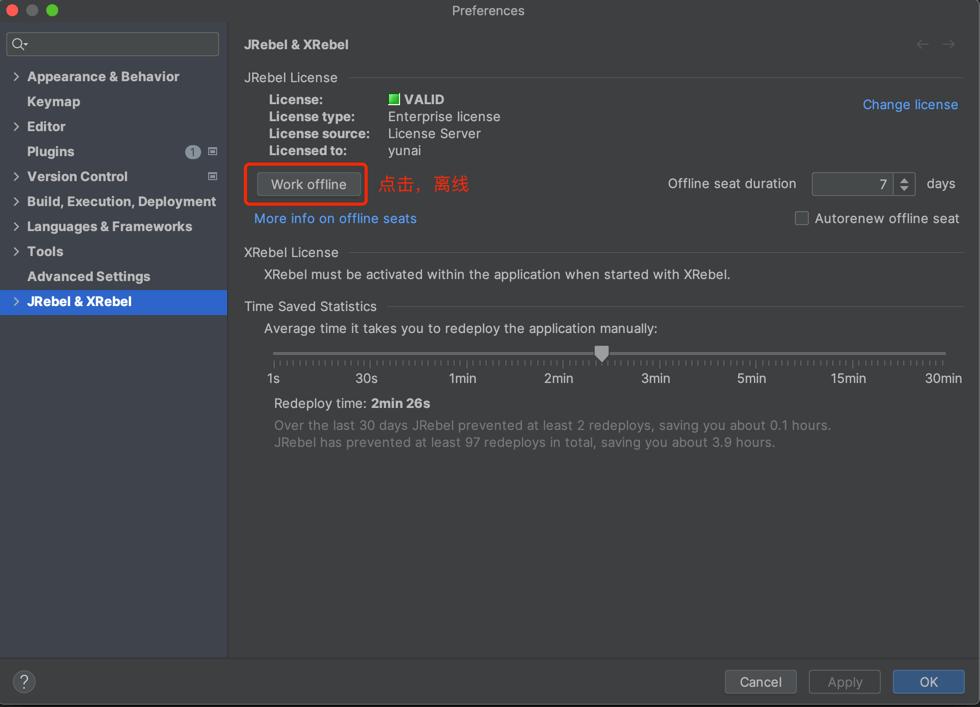 Preferences
JRebel & XRebel
Appearance & Behavior
Keymap
Editor
Plugins 1
Version Control
Build, Execution, Deployment
Languages & Frameworks
Tools
Advanced Settings
JRebel & XRebel
JRebel License
License: VALID
Change license
License type: Enterprise license
License source: License Server
Licensed to: yunai
Work offline 点击，离线 Offline seat duration 7 days
More info on offline seats Autorenew offline seat
XRebel License
XRebel must be activated within the application when started with XRebel.
Time Saved Statistics
Average time it takes you to redeploy the application manually:
1s 30s 1min 2min 3min 5min 15min 30min
Redeploy time: 2min 26s
Over the last 30 days JRebel prevented at least 2 redeploys, saving you about 0.1 hours.
JRebel has prevented at least 97 redeploys in total, saving you about 3.9 hours.
? Cancel Apply OK